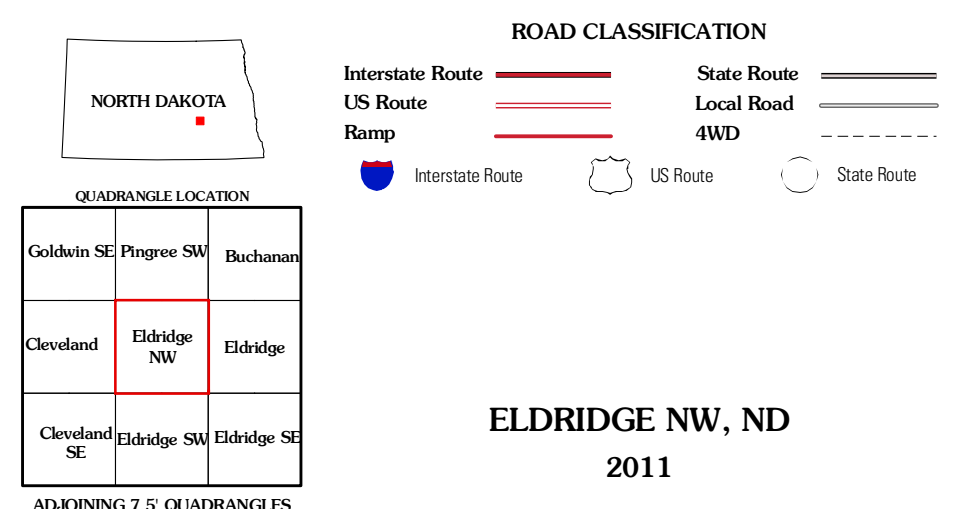 NORTH DAKOTA
QUADRANGLE LOCATION
Goldwin SE Pingree SW Buchanan
Cleveland Eldridge NW Eldridge
Cleveland SE Eldridge SW Eldridge SE
ADJOINING 7.5' QUADRANGLES
ROAD CLASSIFICATION
Interstate Route State Route
US Route Local Road
Ramp 4WD
Interstate Route US Route State Route
ELDRIDGE NW, ND
2011